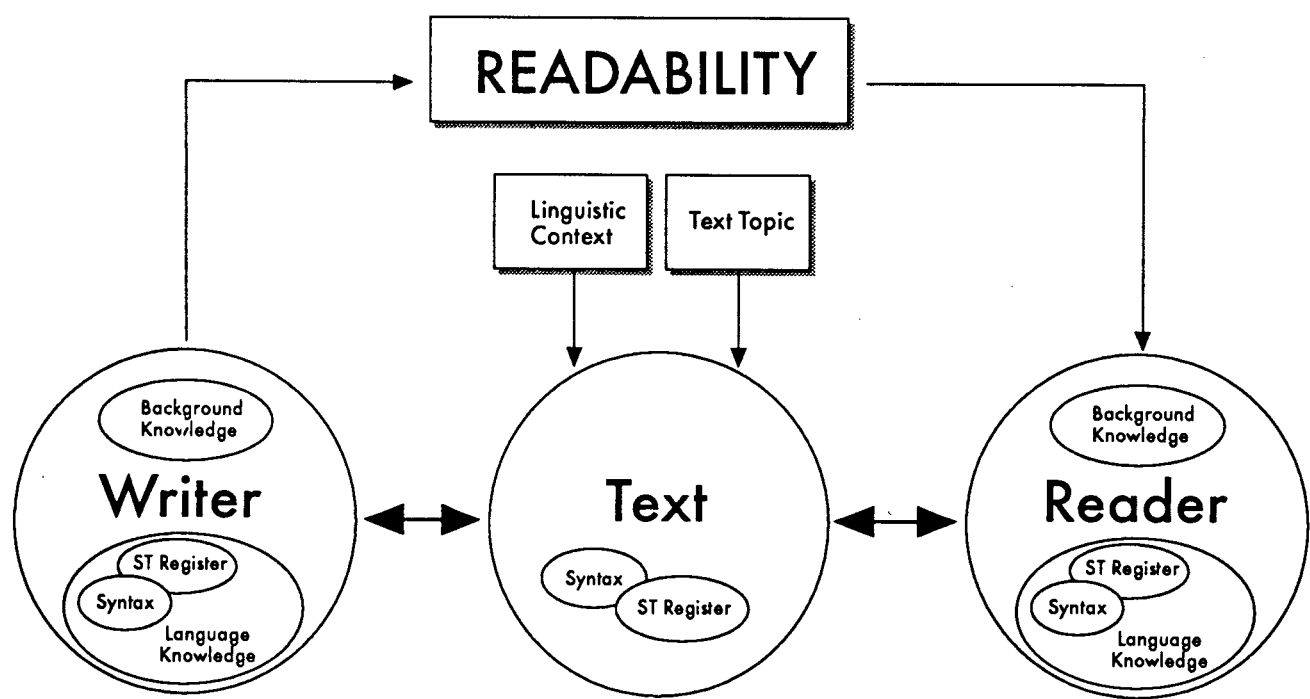 READABILITY
Linguistic
Context
Text Topic
Background
Knowledge
Writer
ST Register
Syntax
Language
Knowledge
Text
Syntax
ST Register
Background
Knowledge
Reader
ST Register
Syntax
Language
Knowledge